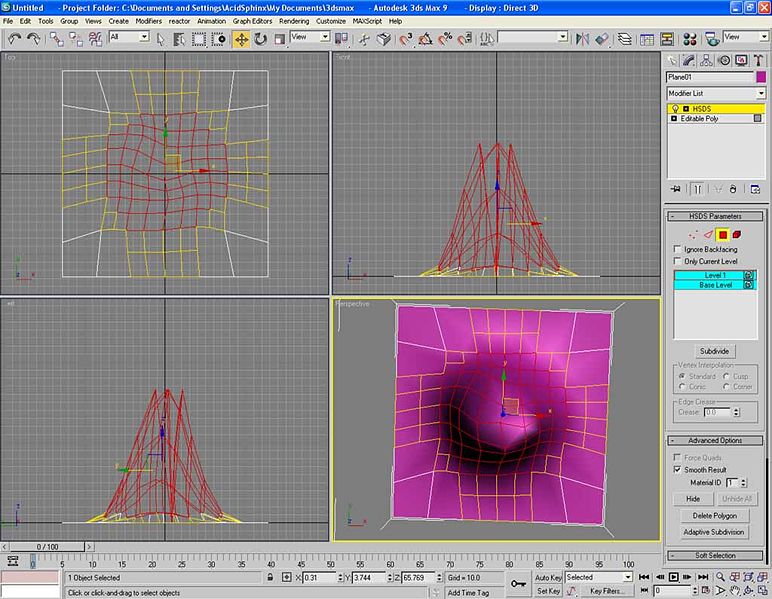 Untitled - Project Folder: C:\Documents and Settings\AcidSphinx\My Documents\3dsmax - Autodesk 3ds Max 9 - Display : Direct 3D
File Edit Tools Group Views Create Modifiers reactor Animation Graph Editors Rendering Customize MAXScript Help
All View View
Top
Front
Left
Perspective
Plane01
Modifier List
HSDS
Editable Poly
HSDS Parameters
Ignore Backfacing
Only Current Level
Level 1
Base Level
Subdivide
Vertex Interpolation
Standard Cusp
Conic Corner
Edge Crease
Crease: 0.0
Advanced Options
Force Quads
Smooth Result
Material ID 1
Hide Unhide All
Delete Polygon
Adaptive Subdivision
Soft Selection
0 / 100
0 5 10 15 20 25 30 35 40 45 50 55 60 65 70 75 80 85 90 95 100
1 Object Selected X: 0.31 Y: 3.744 Z: 65.769 Grid = 10.0 Auto Key Selected
Click or click-and-drag to select objects Add Time Tag Set Key Key Filters... 0